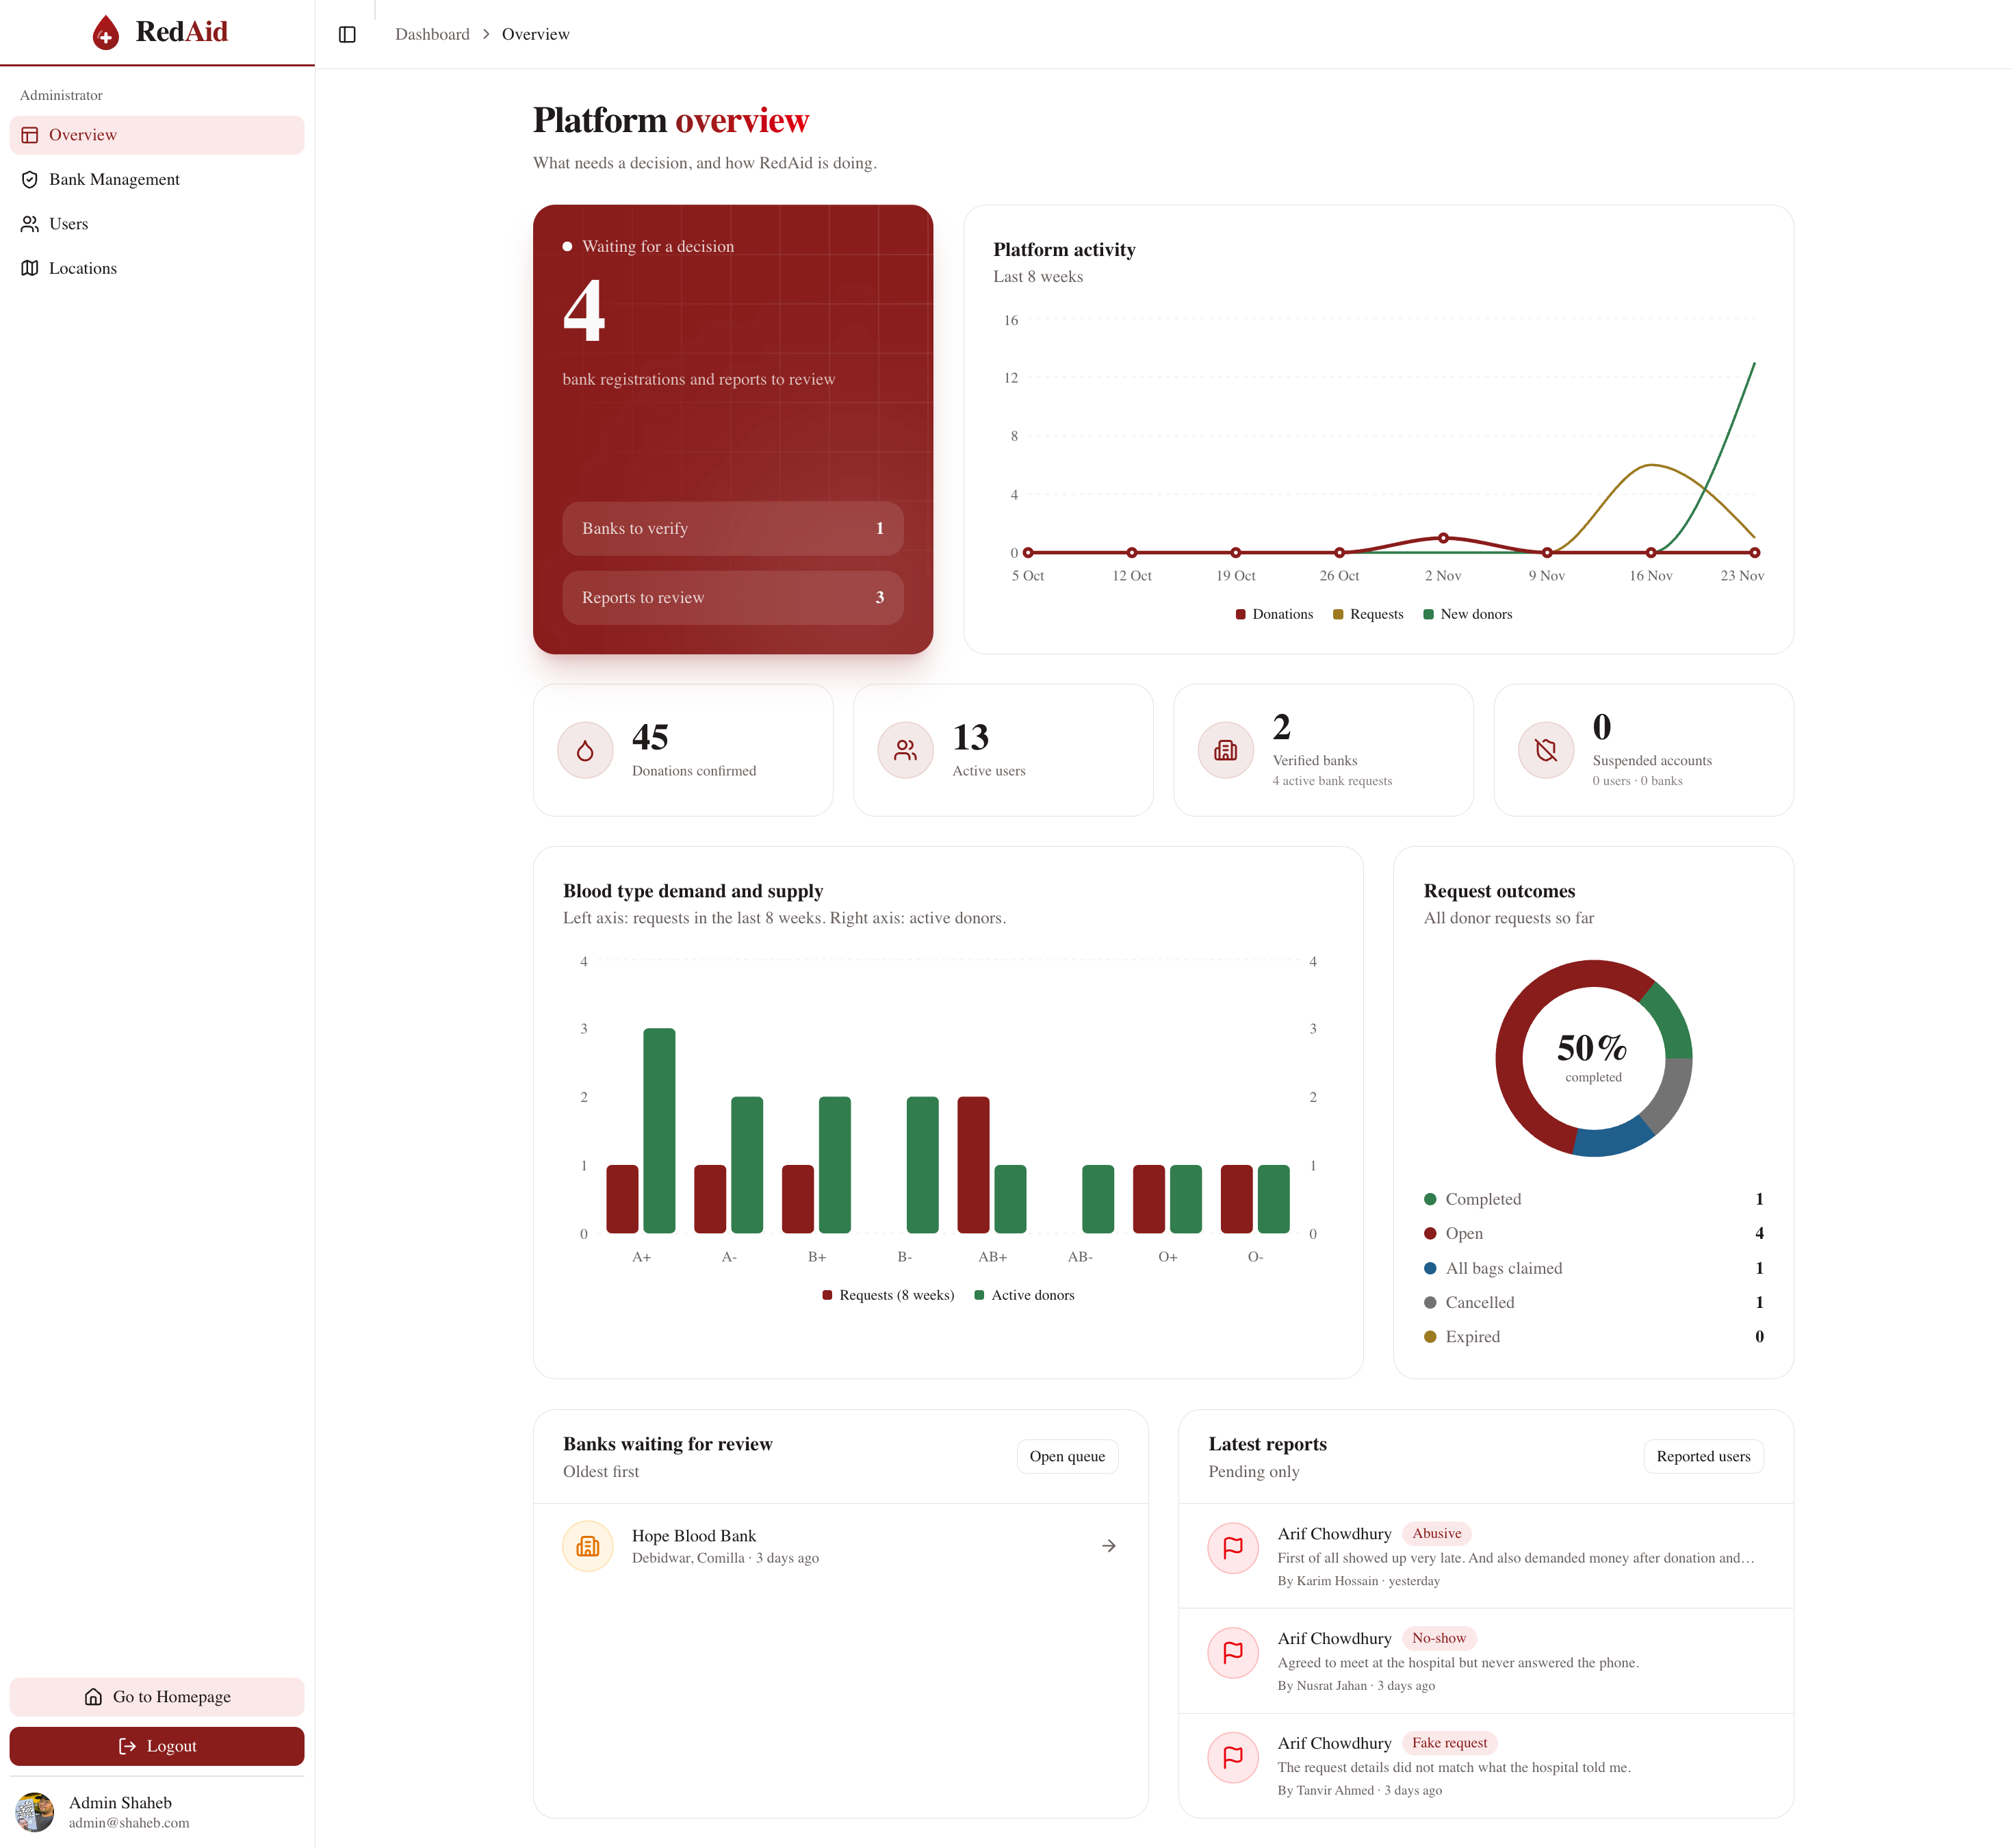 RedAid
Dashboard > Overview
Administrator
Overview
Bank Management
Users
Locations
Platform overview
What needs a decision, and how RedAid is doing.
Waiting for a decision
4
bank registrations and reports to review
Banks to verify 1
Reports to review 3
Platform activity
Last 8 weeks
16
12
8
4
0
5 Oct 12 Oct 19 Oct 26 Oct 2 Nov 9 Nov 16 Nov 23 Nov
Donations Requests New donors
45
Donations confirmed
13
Active users
2
Verified banks
4 active bank requests
0
Suspended accounts
0 users · 0 banks
Blood type demand and supply
Left axis: requests in the last 8 weeks. Right axis: active donors.
4 4
3 3
2 2
1 1
0 0
A+ A- B+ B- AB+ AB- O+ O-
Requests (8 weeks) Active donors
Request outcomes
All donor requests so far
50%
completed
Completed 1
Open 4
All bags claimed 1
Cancelled 1
Expired 0
Banks waiting for review
Oldest first
Open queue
Hope Blood Bank
Debidwar, Comilla · 3 days ago
Latest reports
Pending only
Reported users
Arif Chowdhury Abusive
First of all showed up very late. And also demanded money after donation and…
By Karim Hossain · yesterday
Arif Chowdhury No-show
Agreed to meet at the hospital but never answered the phone.
By Nusrat Jahan · 3 days ago
Arif Chowdhury Fake request
The request details did not match what the hospital told me.
By Tanvir Ahmed · 3 days ago
Go to Homepage
Logout
Admin Shaheb
admin@shaheb.com